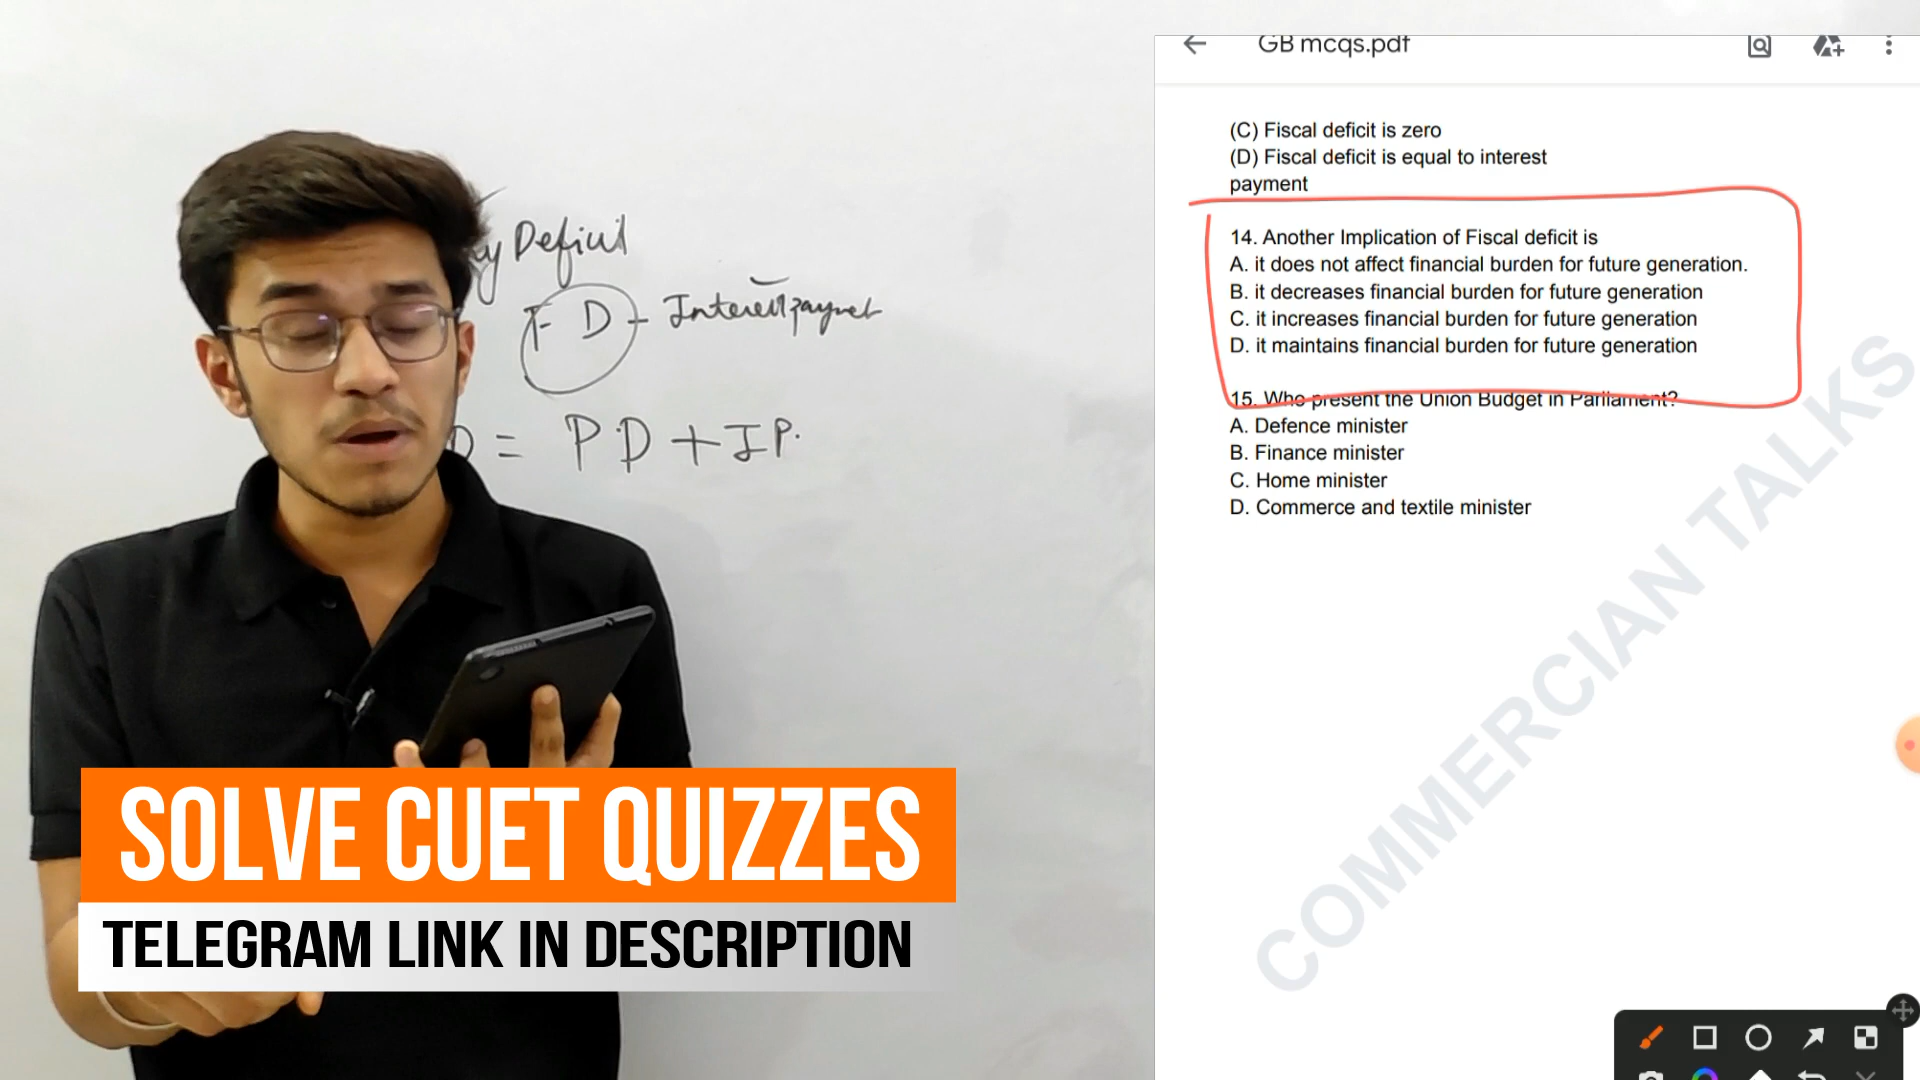 GB mcqs.pdf
(C) Fiscal deficit is zero
(D) Fiscal deficit is equal to interest
payment
14. Another Implication of Fiscal deficit is
A. it does not affect financial burden for future generation.
B. it decreases financial burden for future generation
C. it increases financial burden for future generation
D. it maintains financial burden for future generation
15. Who present the Union Budget in Parliament?
A. Defence minister
B. Finance minister
C. Home minister
D. Commerce and textile minister
COMMERCIAN TALKS
Deficit
F D - Interest
= PD + IP.
SOLVE CUET QUIZZES
TELEGRAM LINK IN DESCRIPTION